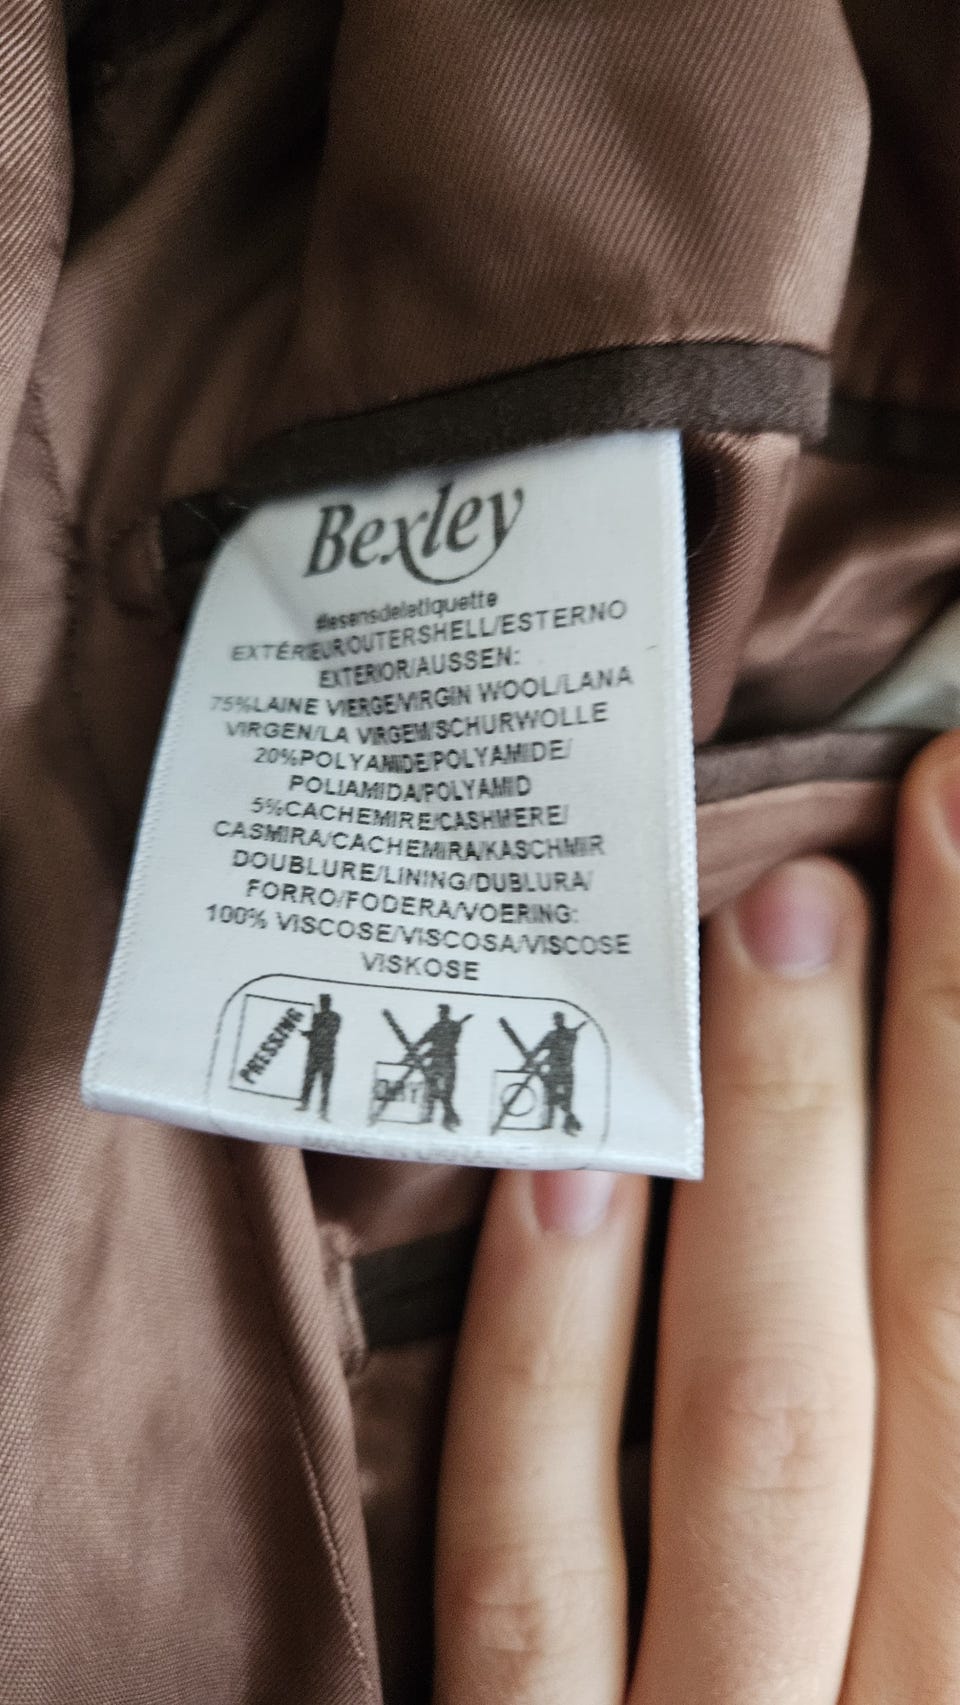 Bexley
#lesensdeletiquette
EXTÉRIEUR/OUTERSHELL/ESTERNO
EXTERIOR/AUSSEN:
75%LAINE VIERGE/VIRGIN WOOL/LANA
VIRGEN/LA VIRGEM/SCHURWOLLE
20%POLYAMIDE/POLYAMIDE/
POLIAMIDA/POLYAMID
5%CACHEMIRE/CASHMERE/
CASMIRA/CACHEMIRA/KASCHMIR
DOUBLURE/LINING/DUBLURA/
FORRO/FODERA/VOERING:
100% VISCOSE/VISCOSA/VISCOSE
VISKOSE
PRESSING